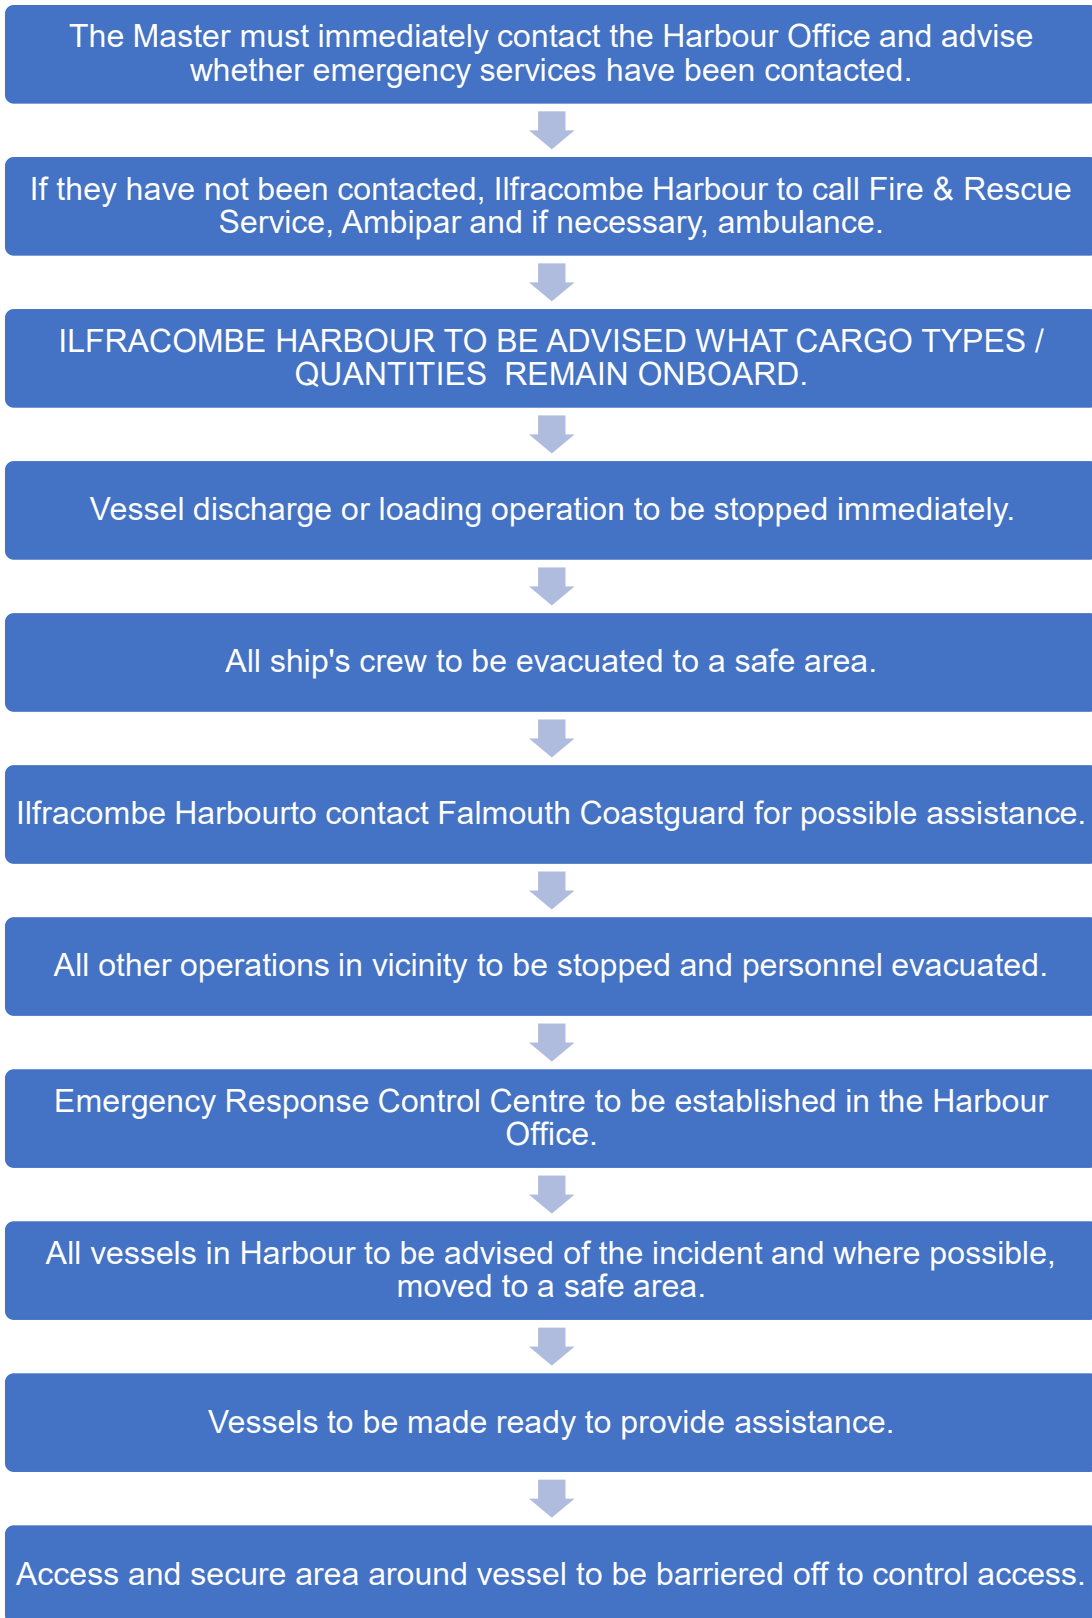 The Master must immediately contact the Harbour Office and advise
whether emergency services have been contacted.
If they have not been contacted, Ilfracombe Harbour to call Fire & Rescue
Service, Ambipar and if necessary, ambulance.
ILFRACOMBE HARBOUR TO BE ADVISED WHAT CARGO TYPES /
QUANTITIES  REMAIN ONBOARD.
Vessel discharge or loading operation to be stopped immediately.
All ship's crew to be evacuated to a safe area.
Ilfracombe Harbourto contact Falmouth Coastguard for possible assistance.
All other operations in vicinity to be stopped and personnel evacuated.
Emergency Response Control Centre to be established in the Harbour
Office.
All vessels in Harbour to be advised of the incident and where possible,
moved to a safe area.
Vessels to be made ready to provide assistance.
Access and secure area around vessel to be barriered off to control access.